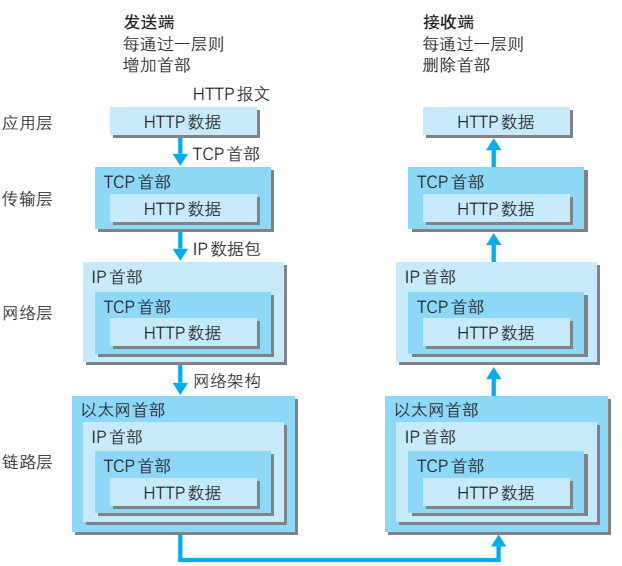 发送端
每通过一层则
增加首部
接收端
每通过一层则
删除首部
HTTP 报文
应用层
HTTP 数据
HTTP 数据
TCP 首部
传输层
TCP 首部
HTTP 数据
TCP 首部
HTTP 数据
IP 数据包
网络层
IP 首部
TCP 首部
HTTP 数据
IP 首部
TCP 首部
HTTP 数据
网络架构
链路层
以太网首部
IP 首部
TCP 首部
HTTP 数据
以太网首部
IP 首部
TCP 首部
HTTP 数据